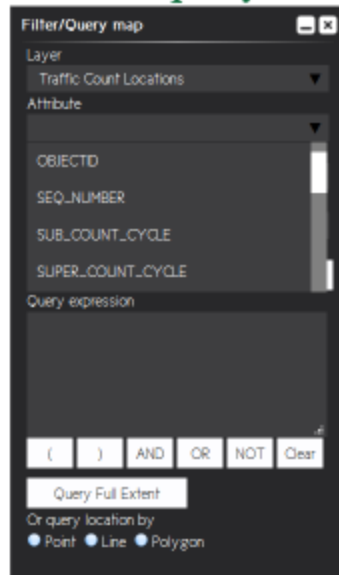 Filter/Query map
Layer
Traffic Count Locations
Attribute
OBJECTID
SEQ_NUMBER
SUB_COUNT_CYCLE
SUPER_COUNT_CYCLE
Query expression
( ) AND OR NOT Clear
Query Full Extent
Or query location by
Point Line Polygon